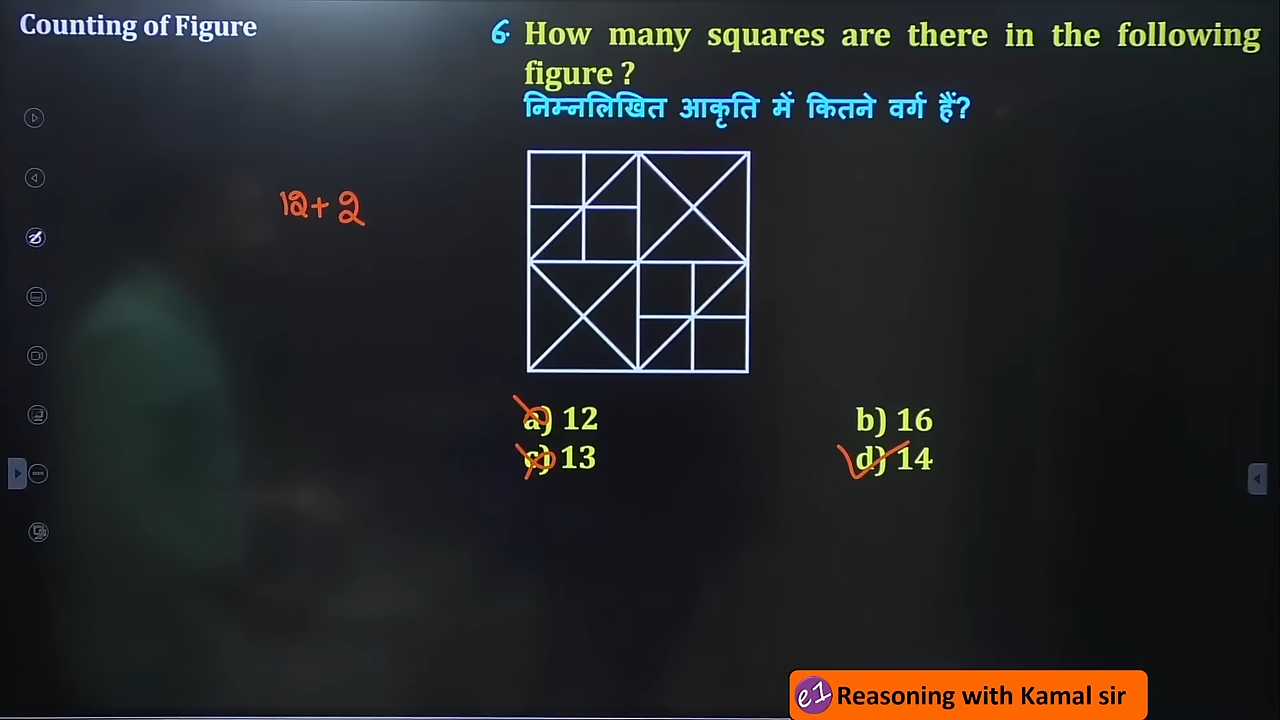 Counting of Figure
6. How many squares are there in the following
figure ?
निम्नलिखित आकृति में कितने वर्ग हैं?
12+ 2
a) 12
b) 16
c) 13
d) 14
e1 Reasoning with Kamal sir